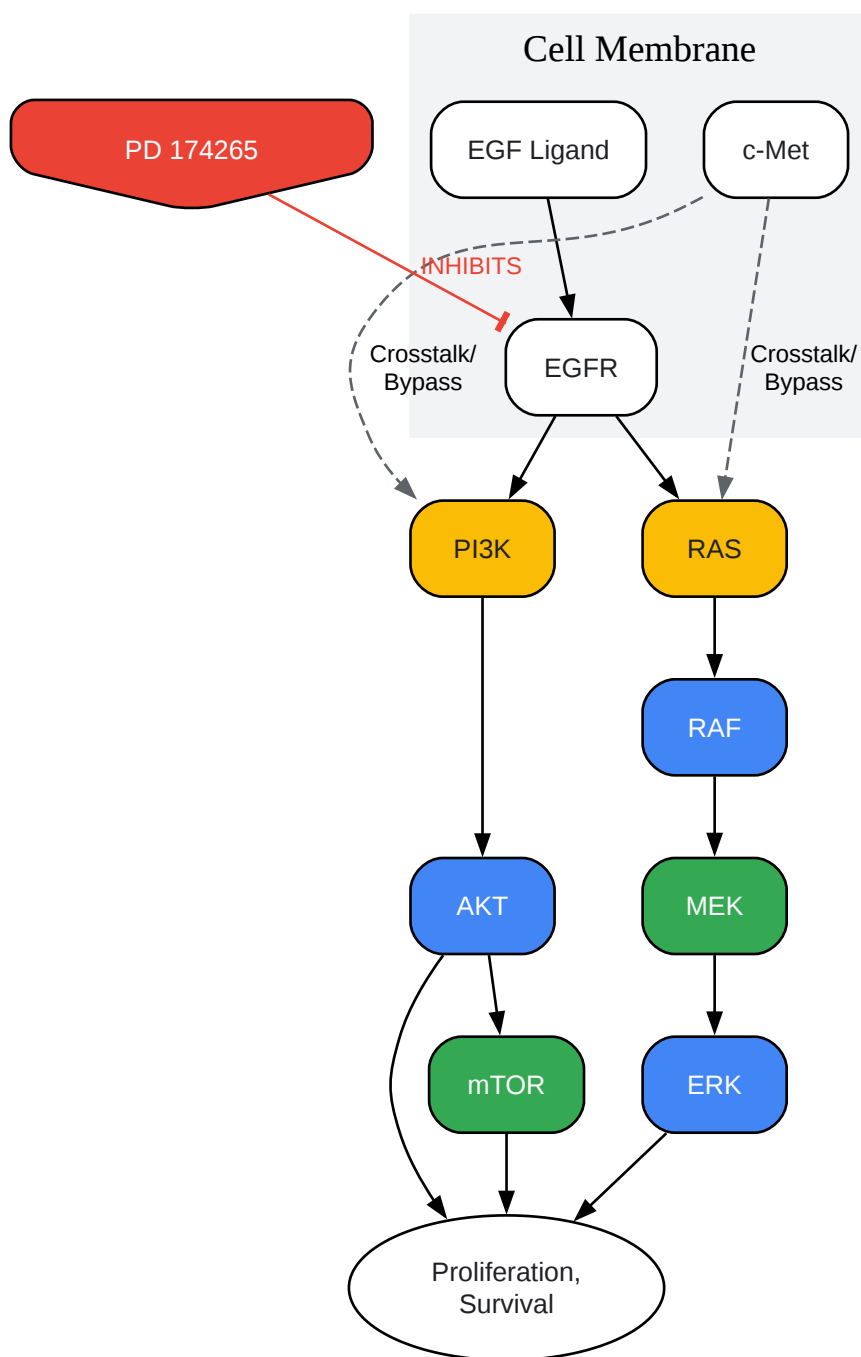 Cell Membrane
PD 174265
EGF Ligand
c-Met
INHIBITS
Crosstalk/
Bypass
EGFR
Crosstalk/
Bypass
PI3K
RAS
RAF
AKT
MEK
mTOR
ERK
Proliferation,
Survival